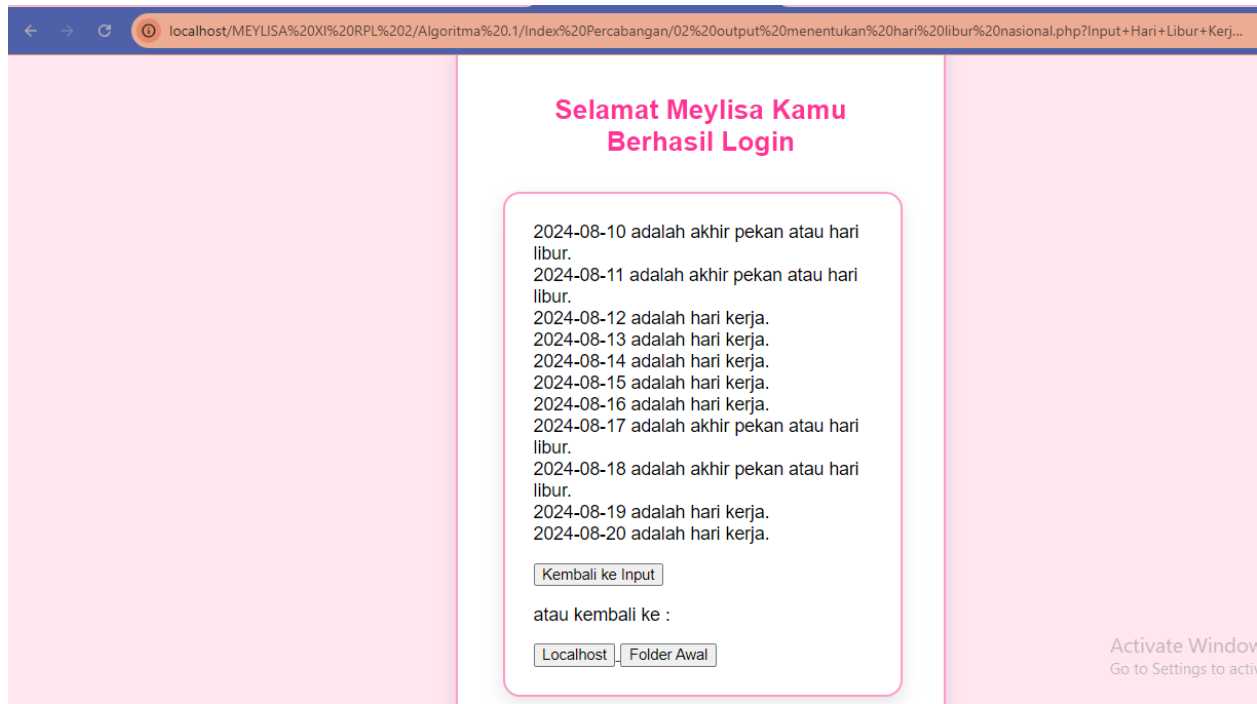 localhost/MEYLISA%20XI%20RPL%202/Algoritma%20.1/Index%20Percabangan/02%20output%20menentukan%20hari%20libur%20nasional.php?Input+Hari+Libur+Kerj...
Selamat Meylisa Kamu
Berhasil Login
2024-08-10 adalah akhir pekan atau hari
libur.
2024-08-11 adalah akhir pekan atau hari
libur.
2024-08-12 adalah hari kerja.
2024-08-13 adalah hari kerja.
2024-08-14 adalah hari kerja.
2024-08-15 adalah hari kerja.
2024-08-16 adalah hari kerja.
2024-08-17 adalah akhir pekan atau hari
libur.
2024-08-18 adalah akhir pekan atau hari
libur.
2024-08-19 adalah hari kerja.
2024-08-20 adalah hari kerja.
Kembali ke Input
atau kembali ke :
Localhost Folder Awal
Activate Window
Go to Settings to activ